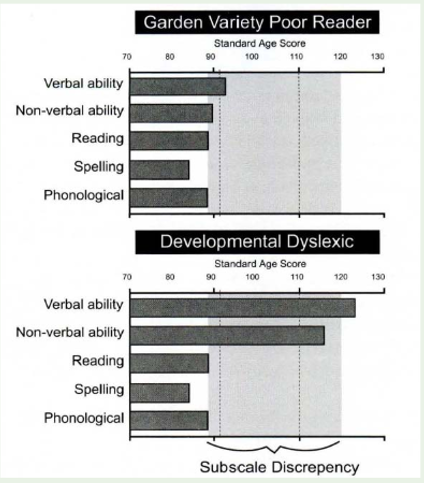 Garden Variety Poor Reader
Standard Age Score
70 80 90 100 110 120 130
Verbal ability
Non-verbal ability
Reading
Spelling
Phonological
Developmental Dyslexic
Standard Age Score
70 80 90 100 110 120 130
Verbal ability
Non-verbal ability
Reading
Spelling
Phonological
Subscale Discrepency